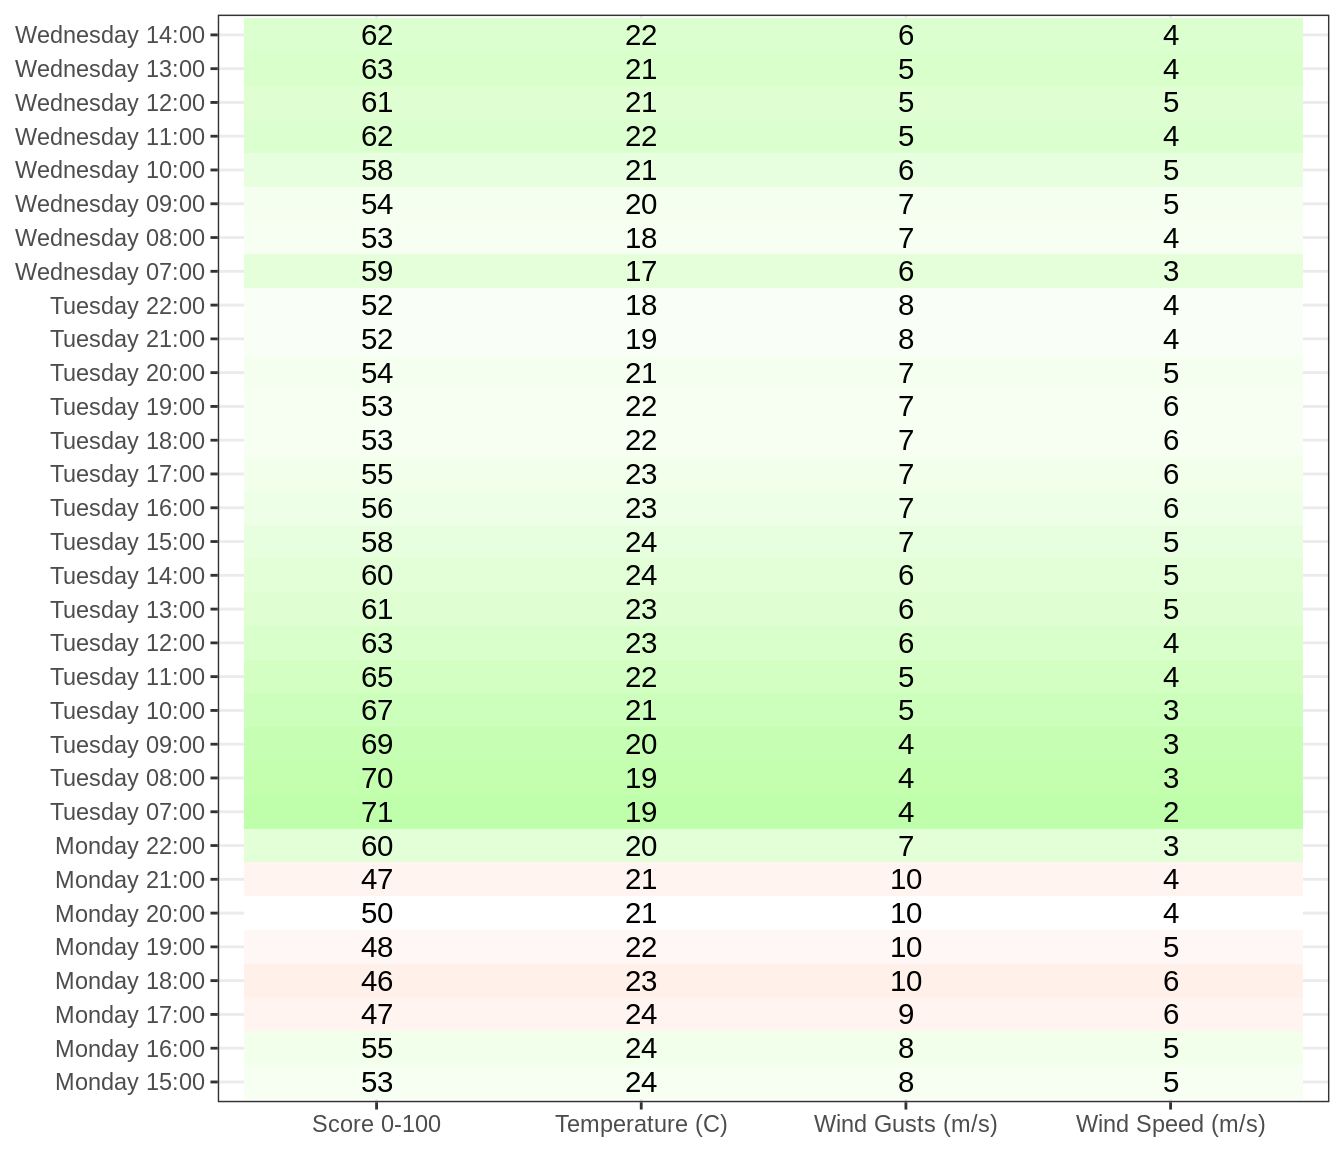 Wednesday 14:00 62 22 6 4
Wednesday 13:00 63 21 5 4
Wednesday 12:00 61 21 5 5
Wednesday 11:00 62 22 5 4
Wednesday 10:00 58 21 6 5
Wednesday 09:00 54 20 7 5
Wednesday 08:00 53 18 7 4
Wednesday 07:00 59 17 6 3
Tuesday 22:00 52 18 8 4
Tuesday 21:00 52 19 8 4
Tuesday 20:00 54 21 7 5
Tuesday 19:00 53 22 7 6
Tuesday 18:00 53 22 7 6
Tuesday 17:00 55 23 7 6
Tuesday 16:00 56 23 7 6
Tuesday 15:00 58 24 7 5
Tuesday 14:00 60 24 6 5
Tuesday 13:00 61 23 6 5
Tuesday 12:00 63 23 6 4
Tuesday 11:00 65 22 5 4
Tuesday 10:00 67 21 5 3
Tuesday 09:00 69 20 4 3
Tuesday 08:00 70 19 4 3
Tuesday 07:00 71 19 4 2
Monday 22:00 60 20 7 3
Monday 21:00 47 21 10 4
Monday 20:00 50 21 10 4
Monday 19:00 48 22 10 5
Monday 18:00 46 23 10 6
Monday 17:00 47 24 9 6
Monday 16:00 55 24 8 5
Monday 15:00 53 24 8 5
Score 0-100 Temperature (C) Wind Gusts (m/s) Wind Speed (m/s)